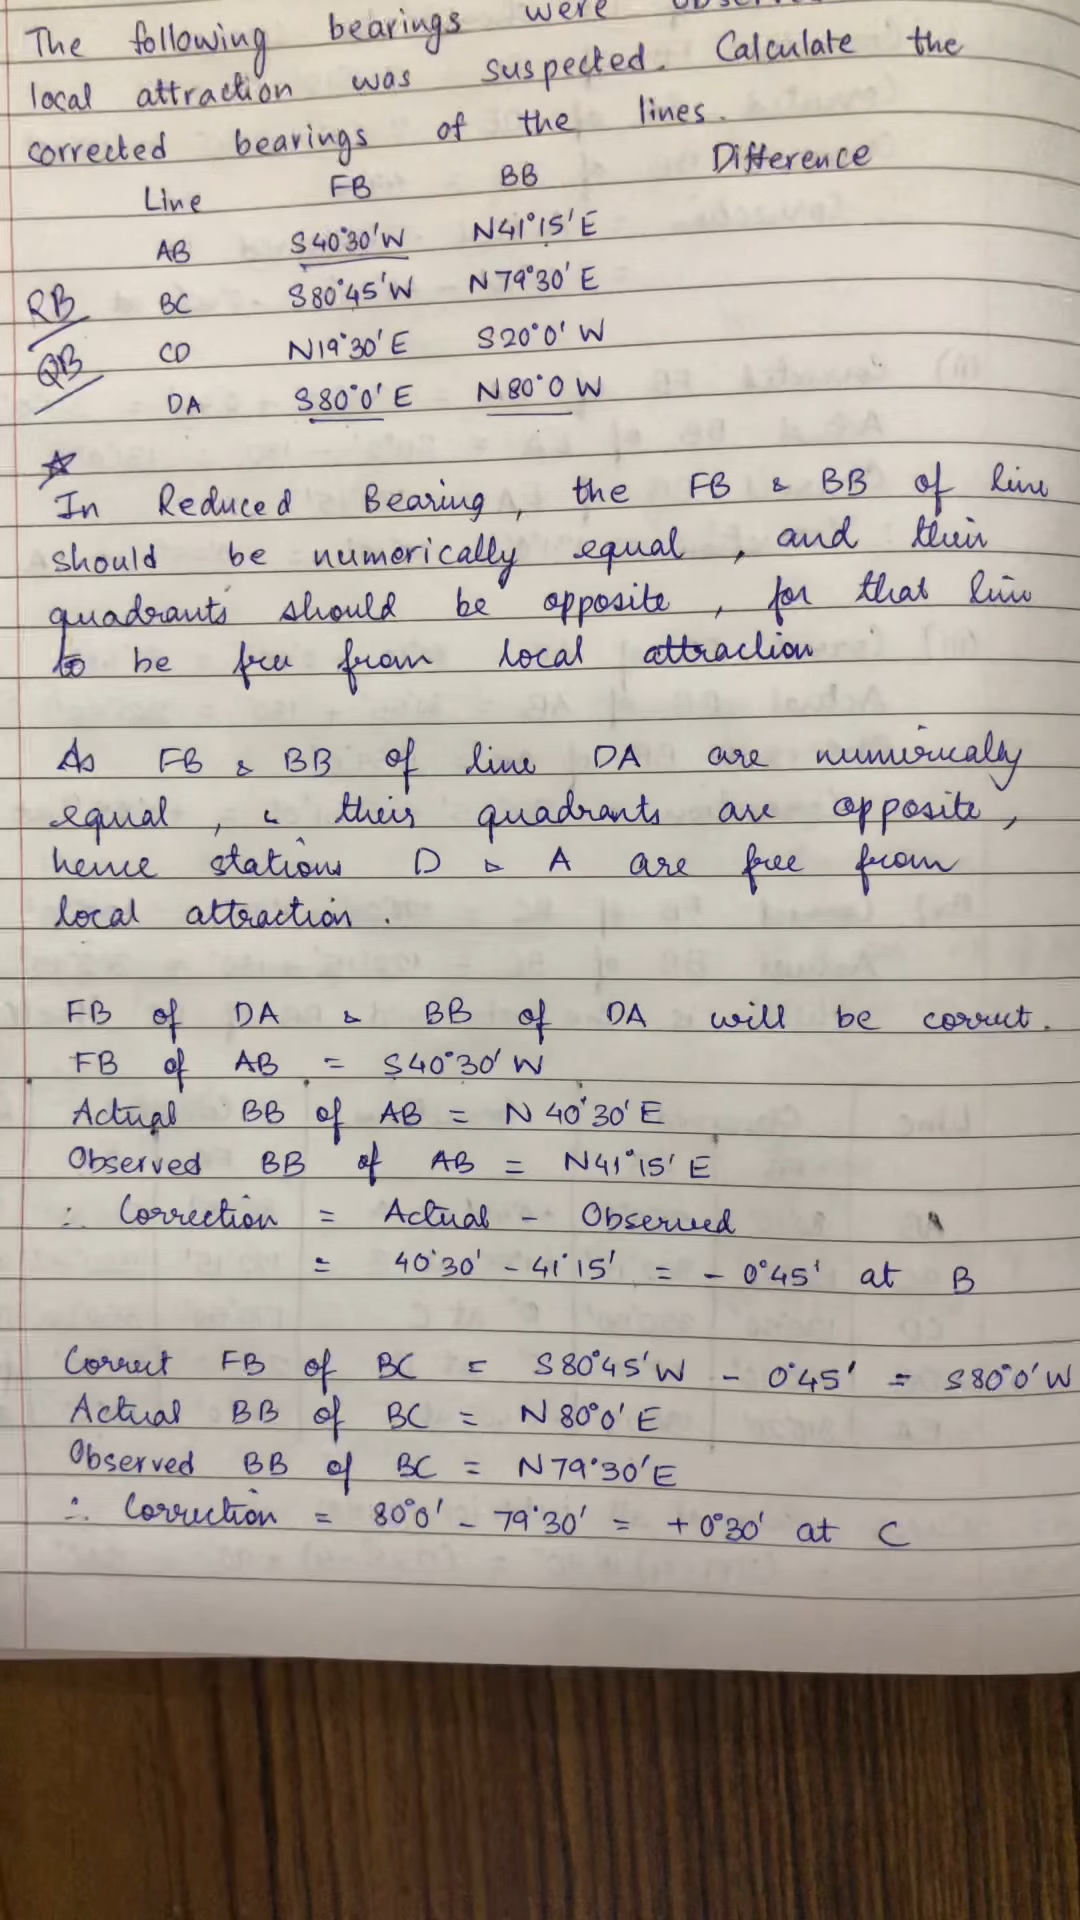 The following bearings were
local attraction was suspected. Calculate the
corrected bearings of the lines.
Line FB BB Difference
AB S40°30'W N41°15'E
RB BC S80°45'W N79°30'E
QB CD N19°30'E S20°0'W
DA S80°0'E N80°0W
In Reduced Bearing, the FB & BB of line
should be numerically equal, and their
quadrants should be opposite, for that line
to be free from local attraction
As FB & BB of line DA are numerically
equal, & their quadrants are opposite,
hence stations D & A are free from
local attraction.
FB of DA & BB of DA will be correct.
FB of AB = S40°30'W
Actual BB of AB = N40°30'E
Observed BB of AB = N41°15'E
∴ Correction = Actual - Observed
= 40°30' - 41°15' = - 0°45' at B
Correct FB of BC = S80°45'W - 0°45' = S80°0'W
Actual BB of BC = N80°0'E
Observed BB of BC = N79°30'E
∴ Correction = 80°0' - 79°30' = +0°30' at C